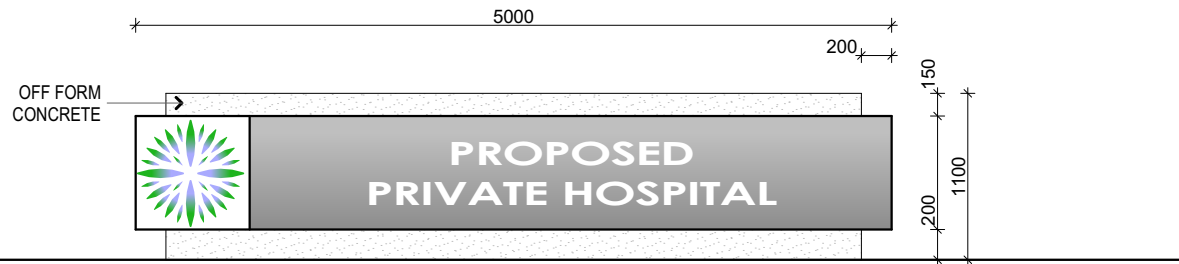 5000
200
OFF FORM
CONCRETE
150
PROPOSED
PRIVATE HOSPITAL
1100
200